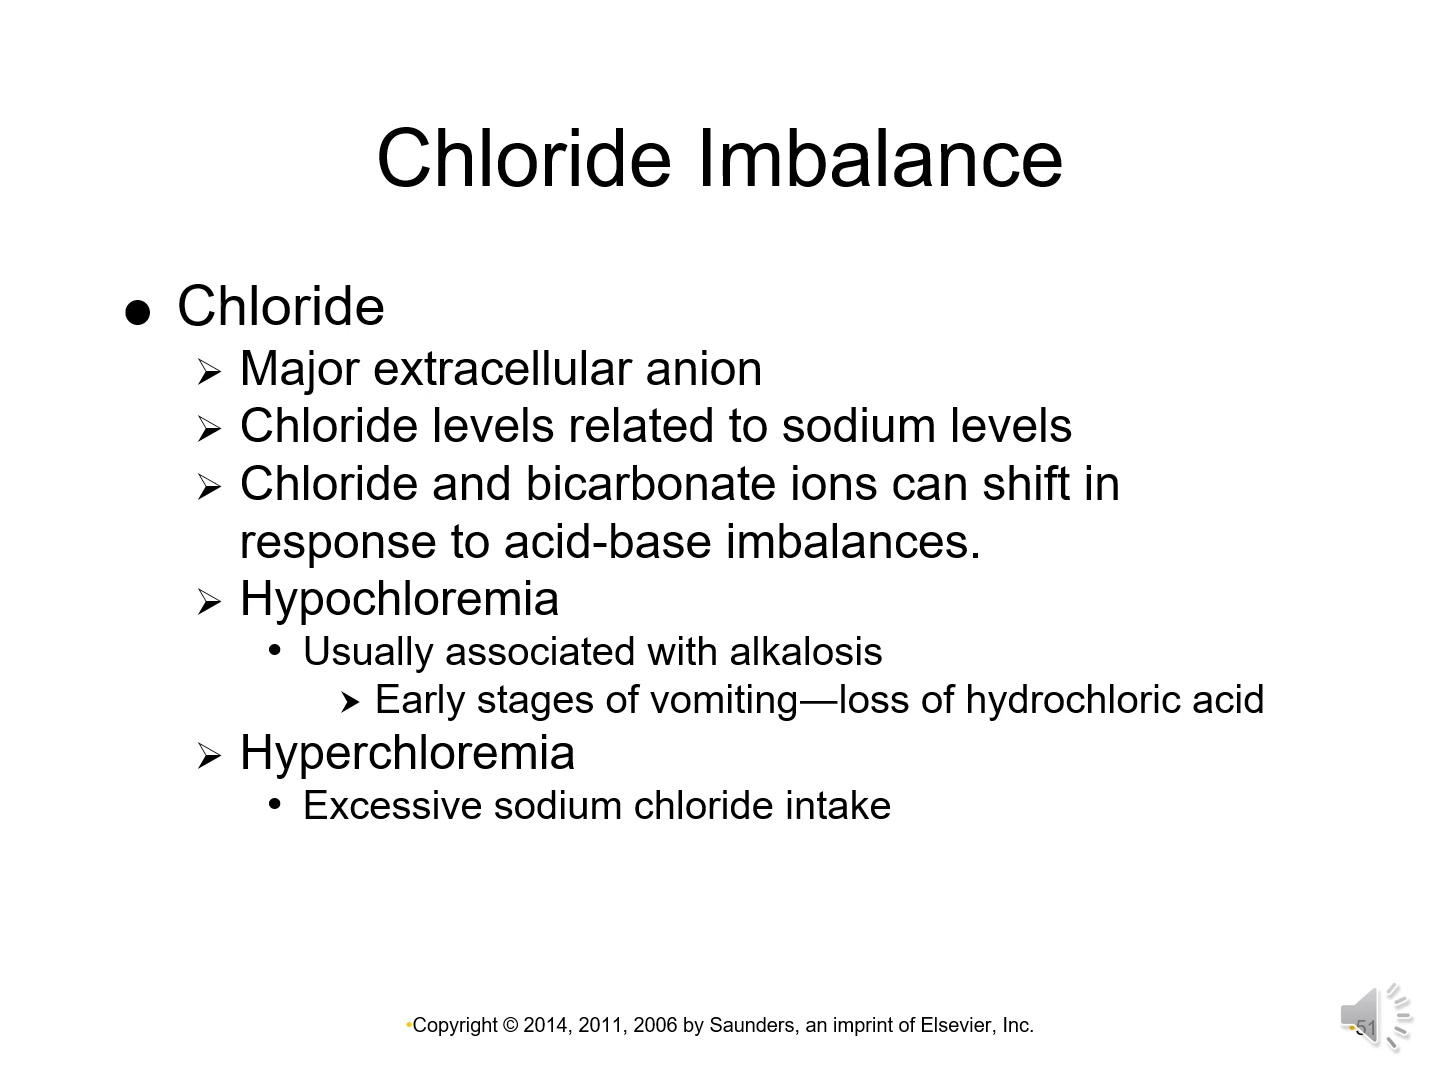 Chloride Imbalance
● Chloride
➢ Major extracellular anion
➢ Chloride levels related to sodium levels
➢ Chloride and bicarbonate ions can shift in
response to acid-base imbalances.
➢ Hypochloremia
• Usually associated with alkalosis
➤ Early stages of vomiting—loss of hydrochloric acid
➢ Hyperchloremia
• Excessive sodium chloride intake
•Copyright © 2014, 2011, 2006 by Saunders, an imprint of Elsevier, Inc.
•51